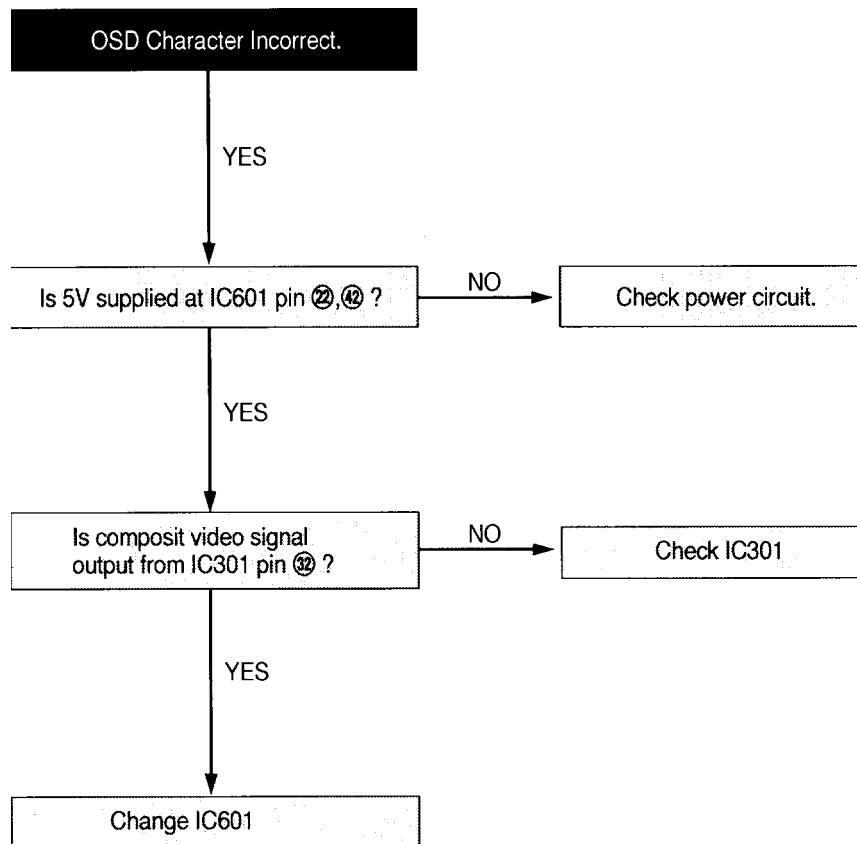 OSD Character Incorrect.
YES
Is 5V supplied at IC601 pin ㉒,㊷ ?
NO
Check power circuit.
YES
Is composit video signal
output from IC301 pin ㉜ ?
NO
Check IC301
YES
Change IC601